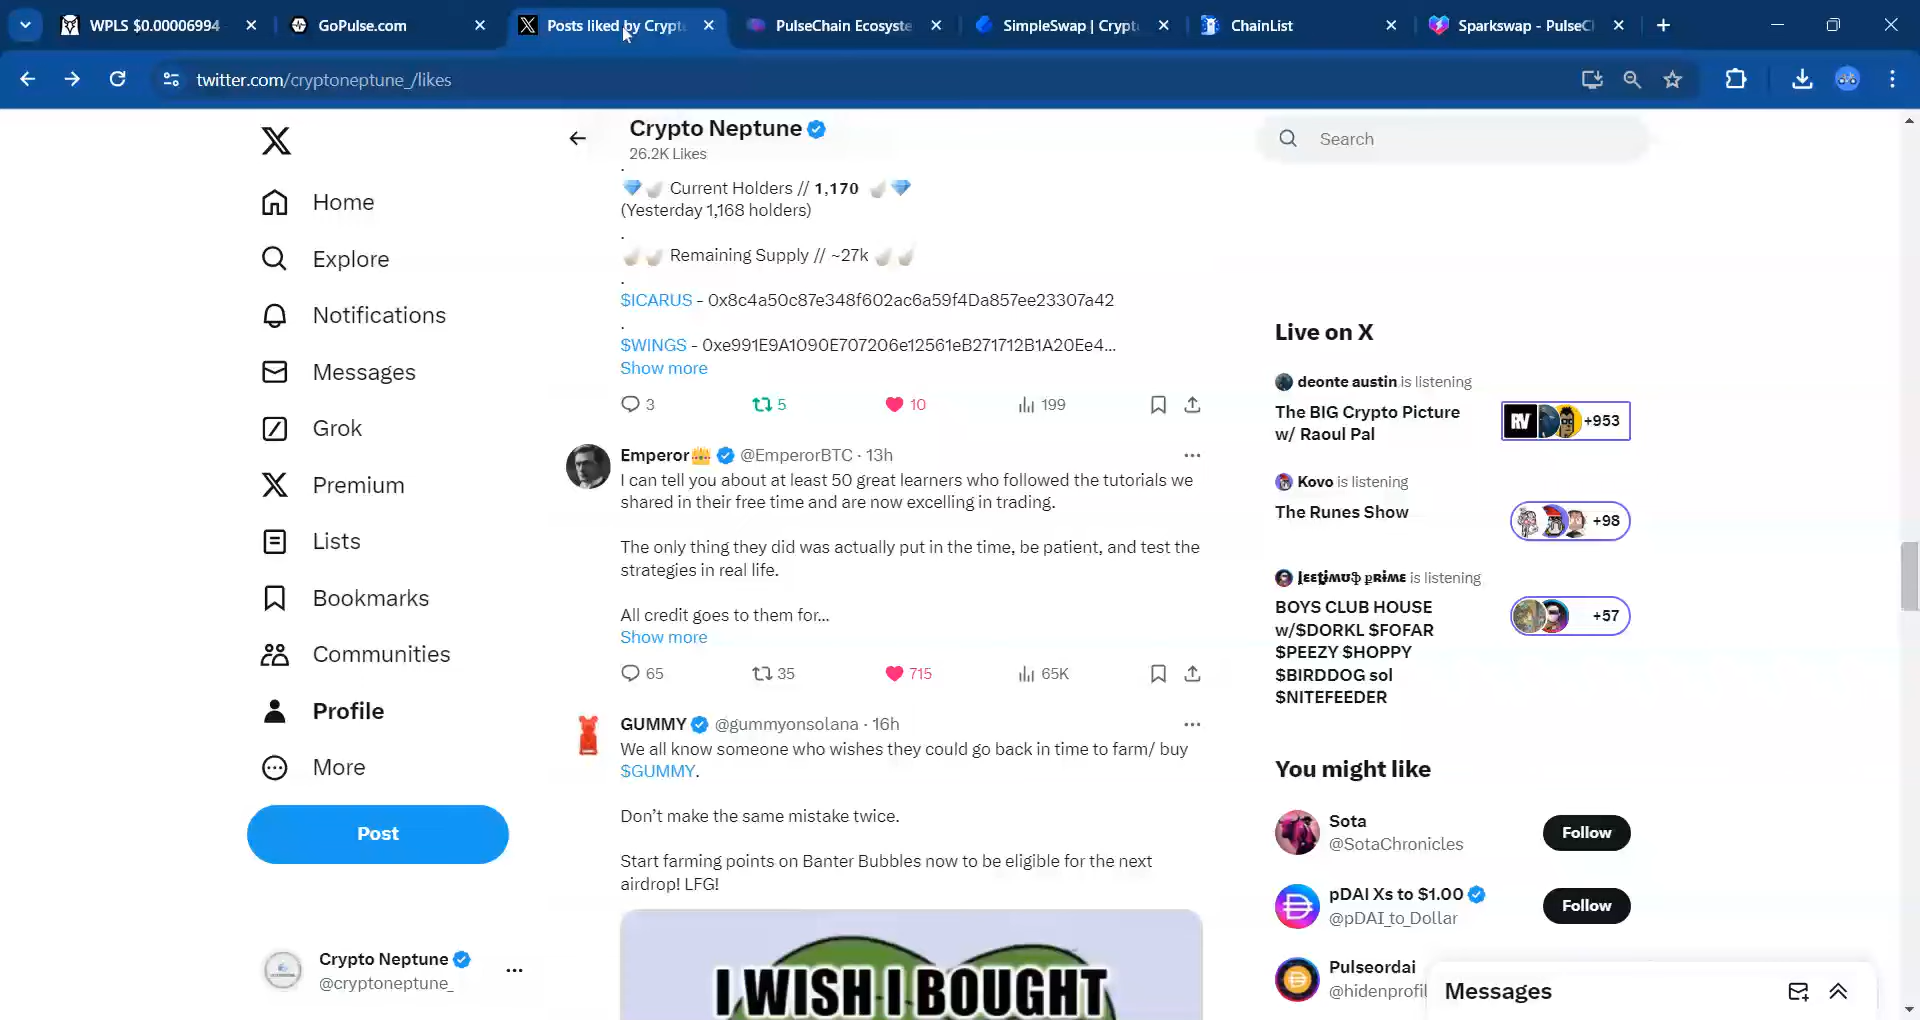 WPLS $0.00006994
GoPulse.com
Posts liked by Crypt
PulseChain Ecosyste
SimpleSwap | Crypt
ChainList
Sparkswap - PulseC
twitter.com/cryptoneptune_/likes
Crypto Neptune
26.2K Likes
Search
.
Current Holders // 1,170
(Yesterday 1,168 holders)
.
Remaining Supply // ~27k
.
$ICARUS - 0x8c4a50c87e348f602ac6a59f4Da857ee23307a42
.
$WINGS - 0xe991E9A1090E707206e12561eB271712B1A20Ee4...
Show more
3
5
10
199
Emperor @EmperorBTC · 13h
I can tell you about at least 50 great learners who followed the tutorials we
shared in their free time and are now excelling in trading.
The only thing they did was actually put in the time, be patient, and test the
strategies in real life.
All credit goes to them for...
Show more
65
35
715
65K
GUMMY @gummyonsolana · 16h
We all know someone who wishes they could go back in time to farm/ buy
$GUMMY.
Don’t make the same mistake twice.
Start farming points on Banter Bubbles now to be eligible for the next
airdrop! LFG!
I WISH I BOUGHT
Home
Explore
Notifications
Messages
Grok
Premium
Lists
Bookmarks
Communities
Profile
More
Post
Crypto Neptune
@cryptoneptune_
Live on X
deonte austin is listening
The BIG Crypto Picture
w/ Raoul Pal
RV
+953
Kovo is listening
The Runes Show
+98
is listening
BOYS CLUB HOUSE
w/$DORKL $FOFAR
$PEEZY $HOPPY
$BIRDDOG sol
$NITEFEEDER
+57
You might like
Sota
@SotaChronicles
Follow
pDAI Xs to $1.00
@pDAI_to_Dollar
Follow
Pulseordai
@hidenprofil
Messages